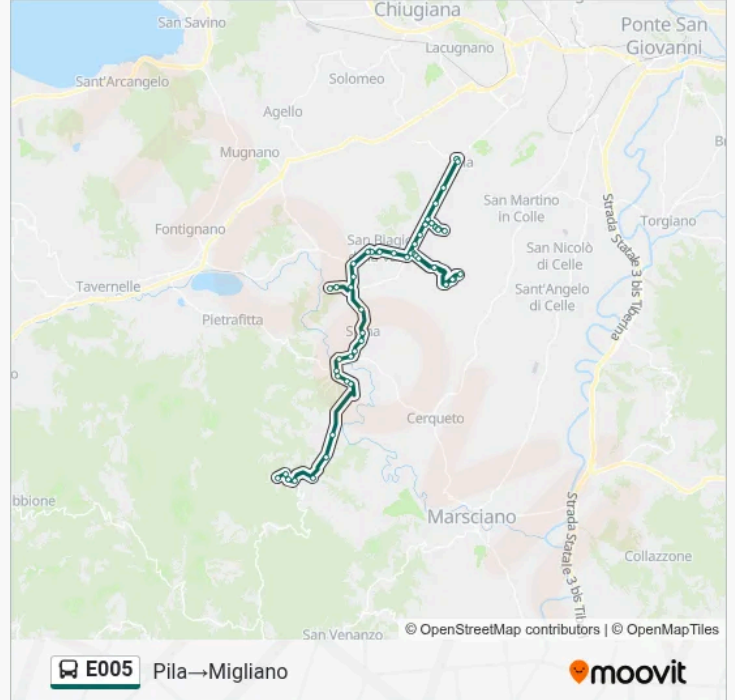 Chiugiana
San Savino
Ponte San
Giovanni
Lacugnano
Sant'Arcangelo
Solomeo
Agello
Mugnano
San Martino
in Colle
Strada Statale 3 bis Tiberina
Torgiano
Fontignano
San Biagio
San Nicolò
di Celle
Tavernelle
Sant'Angelo
di Celle
Pietrafitta
Cerqueto
bbione
Marsciano
Strada Statale 3 bis Ti
Collazzone
San Venanzo
© OpenStreetMap contributors | © OpenMapTiles
E005 Pila→Migliano
moovit